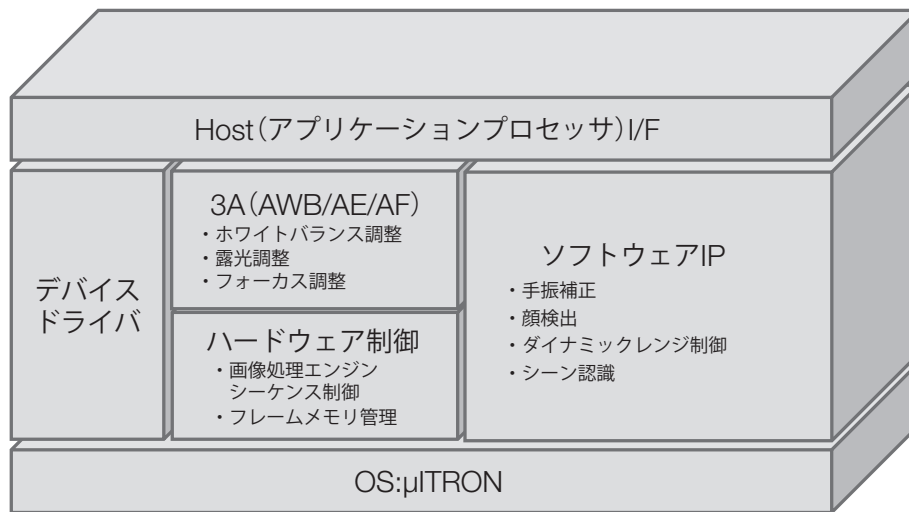 Host（アプリケーションプロセッサ）I/F
デバイス
ドライバ
3A（AWB/AE/AF）
・ホワイトバランス調整
・露光調整
・フォーカス調整
ハードウェア制御
・画像処理エンジン
シーケンス制御
・フレームメモリ管理
ソフトウェアIP
・手振補正
・顔検出
・ダイナミックレンジ制御
・シーン認識
OS:μITRON